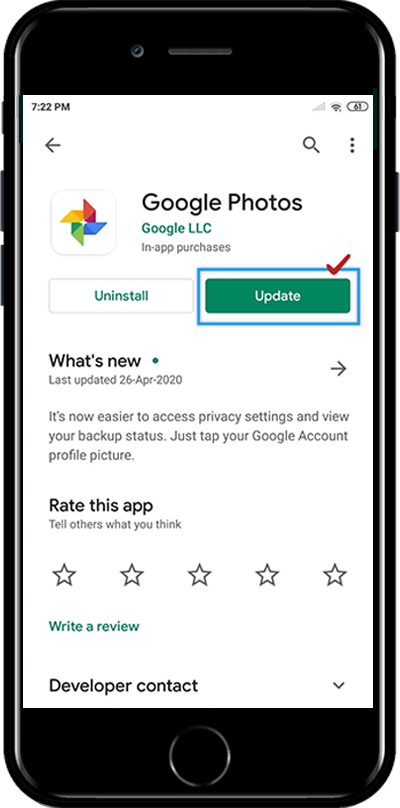 7:22 PM
61
Google Photos
Google LLC
In-app purchases
Uninstall
Update
What's new
Last updated 26-Apr-2020
It's now easier to access privacy settings and view
your backup status. Just tap your Google Account
profile picture.
Rate this app
Tell others what you think
Write a review
Developer contact